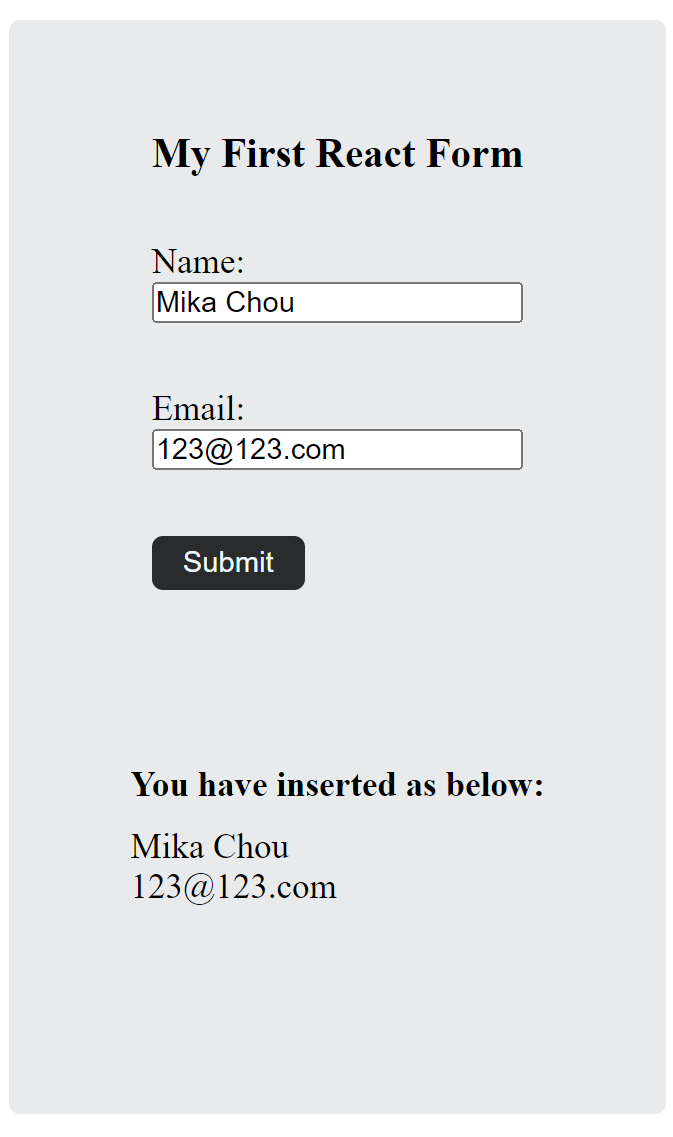 My First React Form
Name:
Mika Chou
Email:
123@123.com
Submit
You have inserted as below:
Mika Chou
123@123.com